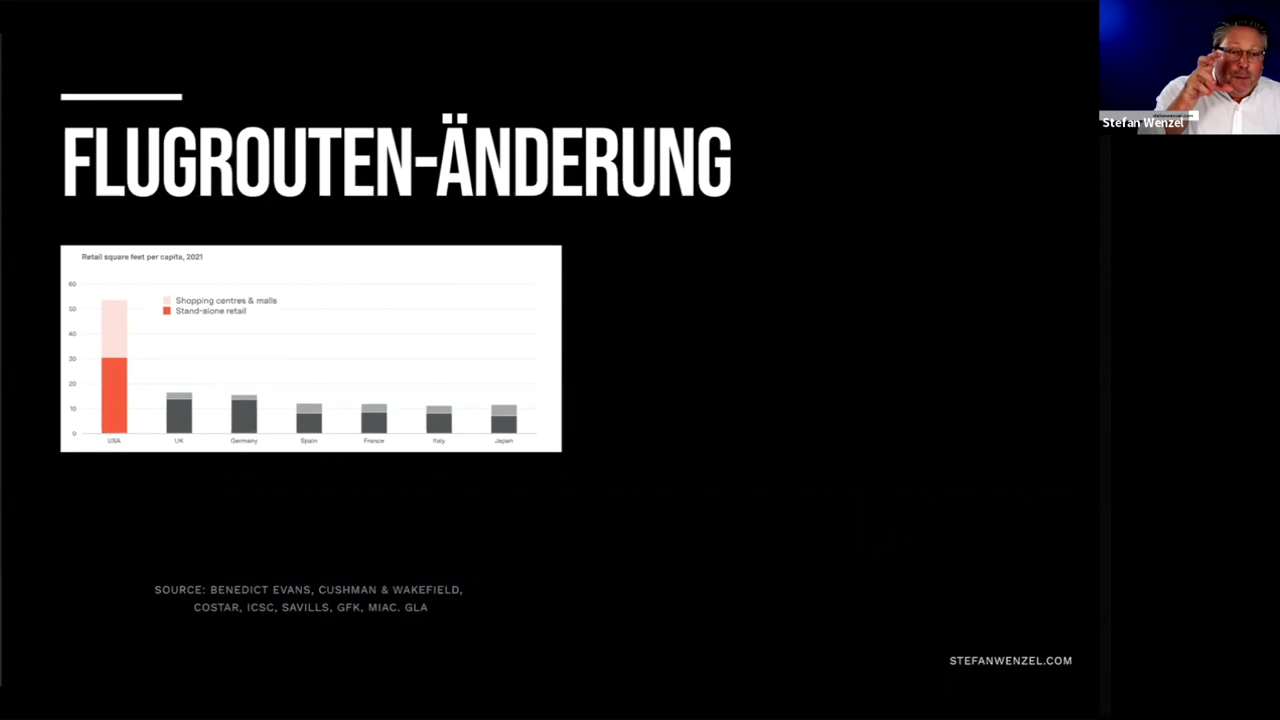 Stefan Wenzel
FLUGROUTEN-ÄNDERUNG
Retail square feet per capita, 2021
60
50
40
30
20
10
0
Shopping centres & malls
Stand-alone retail
USA
UK
Germany
Spain
France
Italy
Japan
SOURCE: BENEDICT EVANS, CUSHMAN & WAKEFIELD,
COSTAR, ICSC, SAVILLS, GFK, MIAC. GLA
STEFANWENZEL.COM